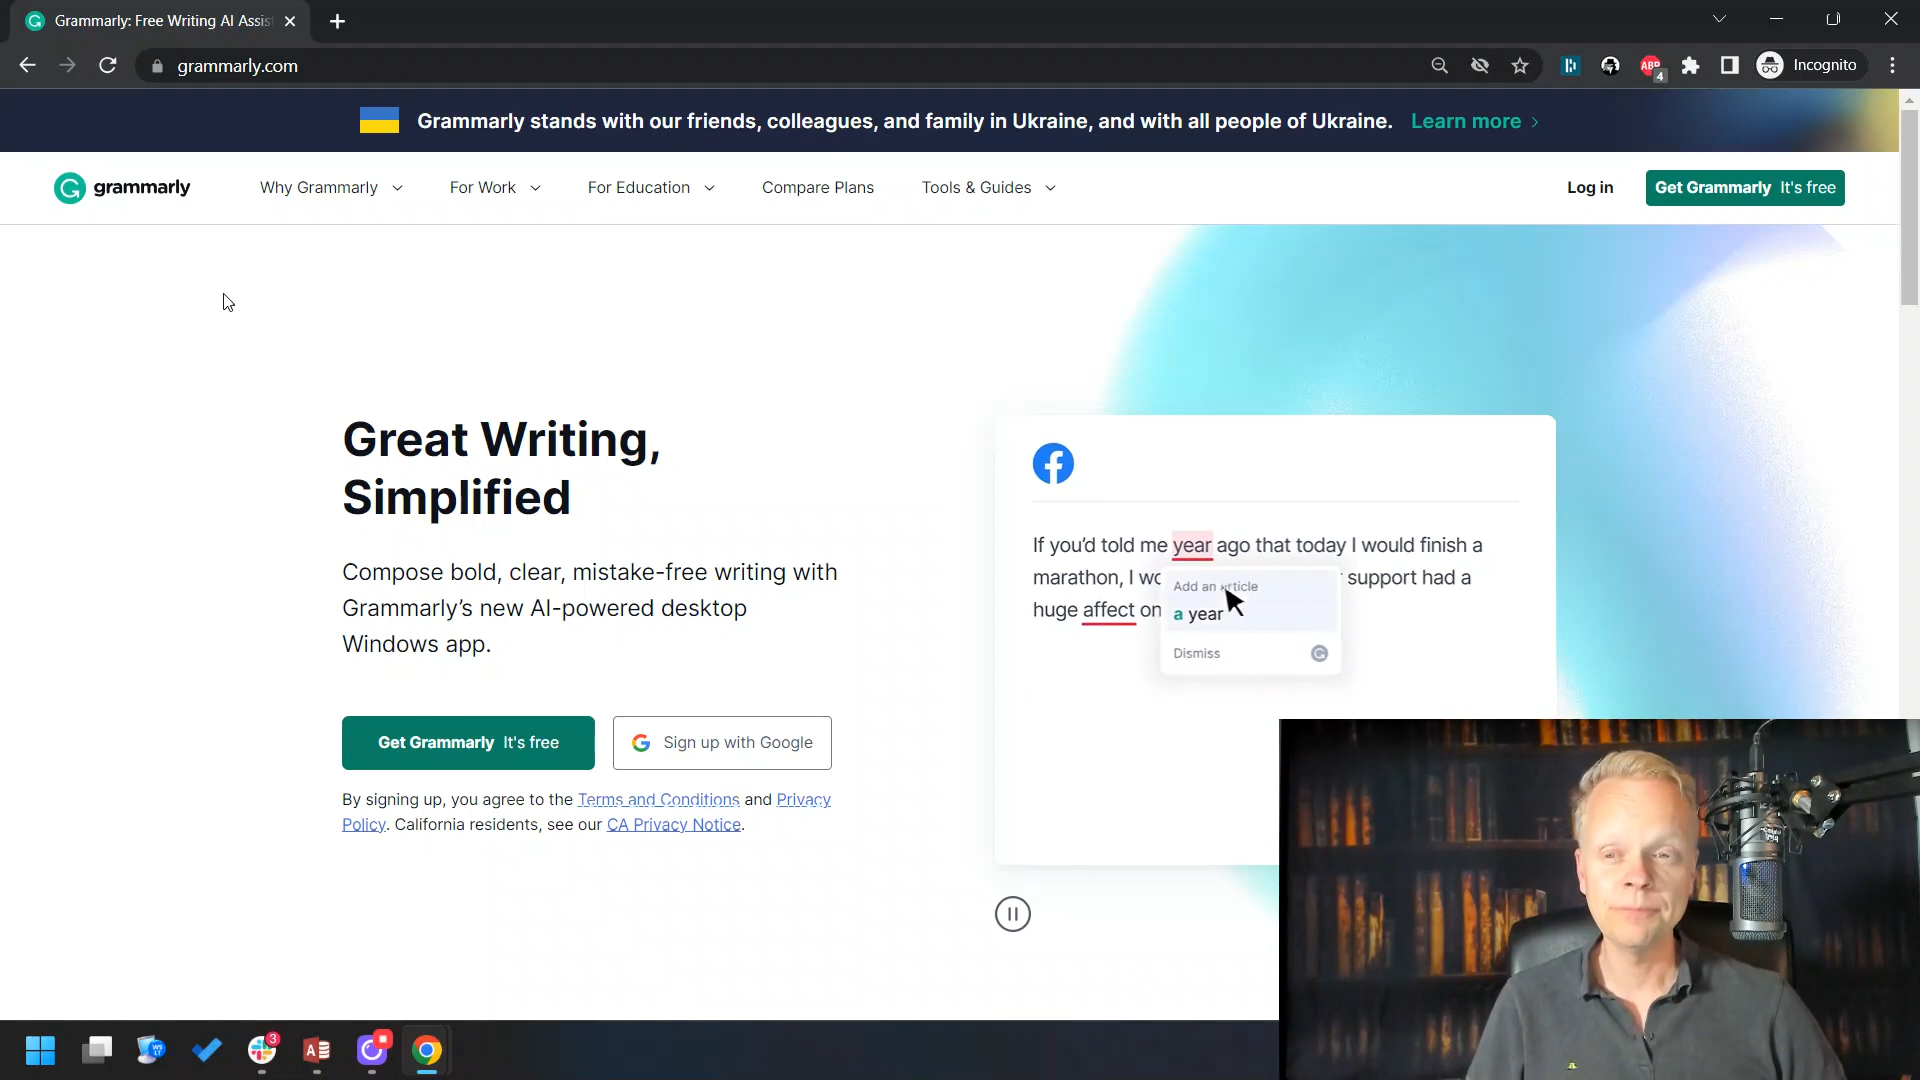 Grammarly: Free Writing AI Assis
grammarly.com
ABP
4
Incognito
Grammarly stands with our friends, colleagues, and family in Ukraine, and with all people of Ukraine. Learn more >
grammarly
Why Grammarly
For Work
For Education
Compare Plans
Tools & Guides
Log in
Get Grammarly It's free
Great Writing,
Simplified
Compose bold, clear, mistake-free writing with
Grammarly's new AI-powered desktop
Windows app.
Get Grammarly It's free
Sign up with Google
By signing up, you agree to the Terms and Conditions and Privacy
Policy. California residents, see our CA Privacy Notice.
If you'd told me year ago that today I would finish a
marathon, I wo
support had a
huge affect on
Add an article
a year
Dismiss
3